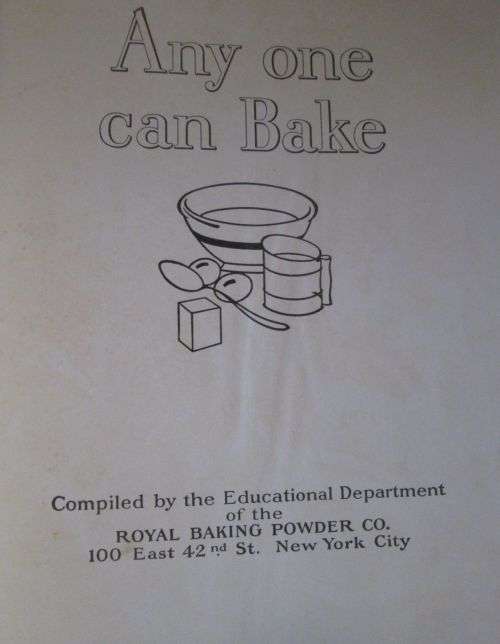 Any one
can Bake
Compiled by the Educational Department
of the
ROYAL BAKING POWDER CO.
100 East 42nd St. New York City